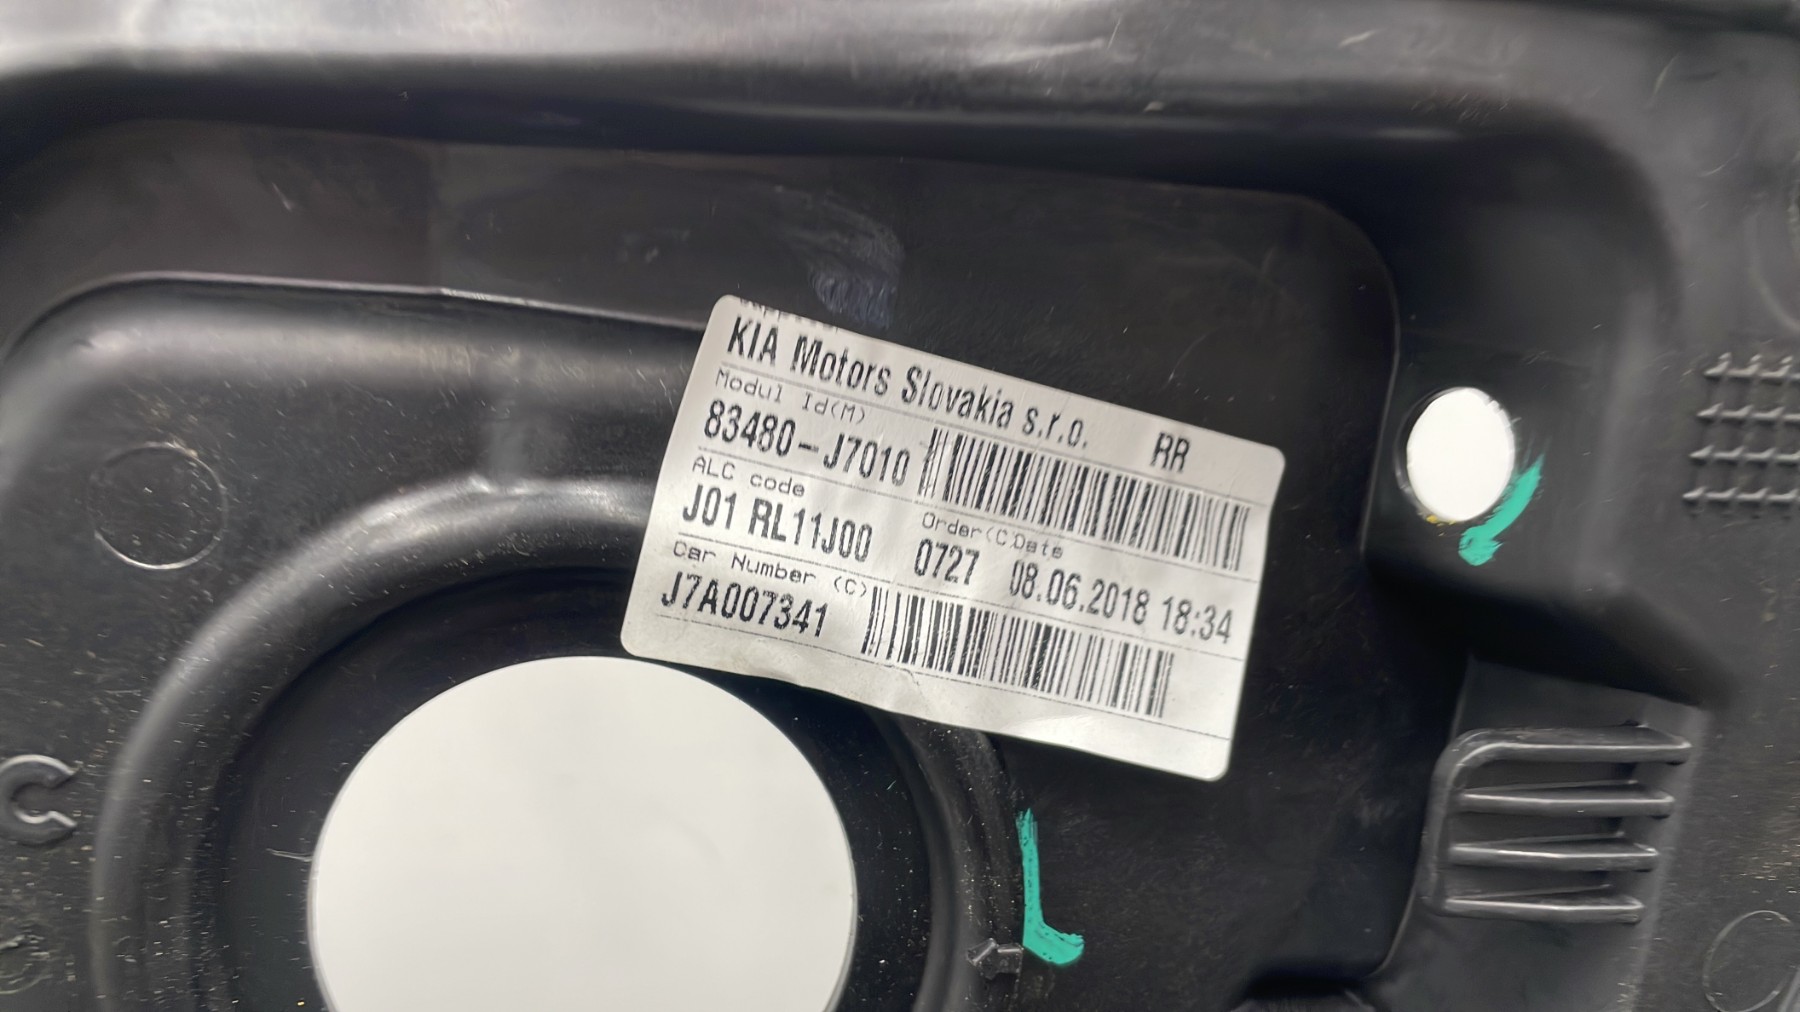 KIA Motors Slovakia s.r.o. RR
Modul Id(M)
83480-J7010
ALC code Order(C)Date
J01 RL11J00 0727 08.06.2018 18:34
Car Number (C)
J7A007341